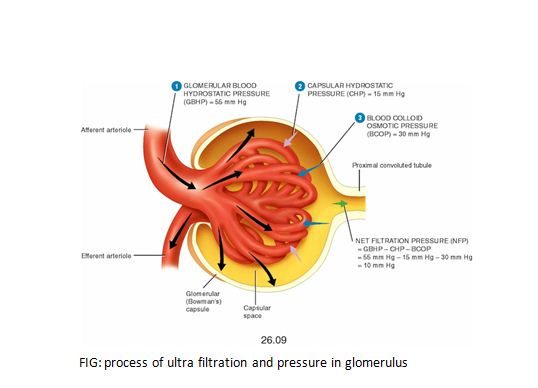 1 GLOMERULAR BLOOD
HYDROSTATIC PRESSURE
(GBHP) = 55 mm Hg
2 CAPSULAR HYDROSTATIC
PRESSURE (CHP) = 15 mm Hg
3 BLOOD COLLOID
OSMOTIC PRESSURE
(BCOP) = 30 mm Hg
Afferent arteriole
Proximal convoluted tubule
NET FILTRATION PRESSURE (NFP)
= GBHP – CHP – BCOP
= 55 mm Hg – 15 mm Hg – 30 mm Hg
= 10 mm Hg
Efferent arteriole
Glomerular
(Bowman's)
capsule
Capsular
space
26.09
FIG: process of ultra filtration and pressure in glomerulus